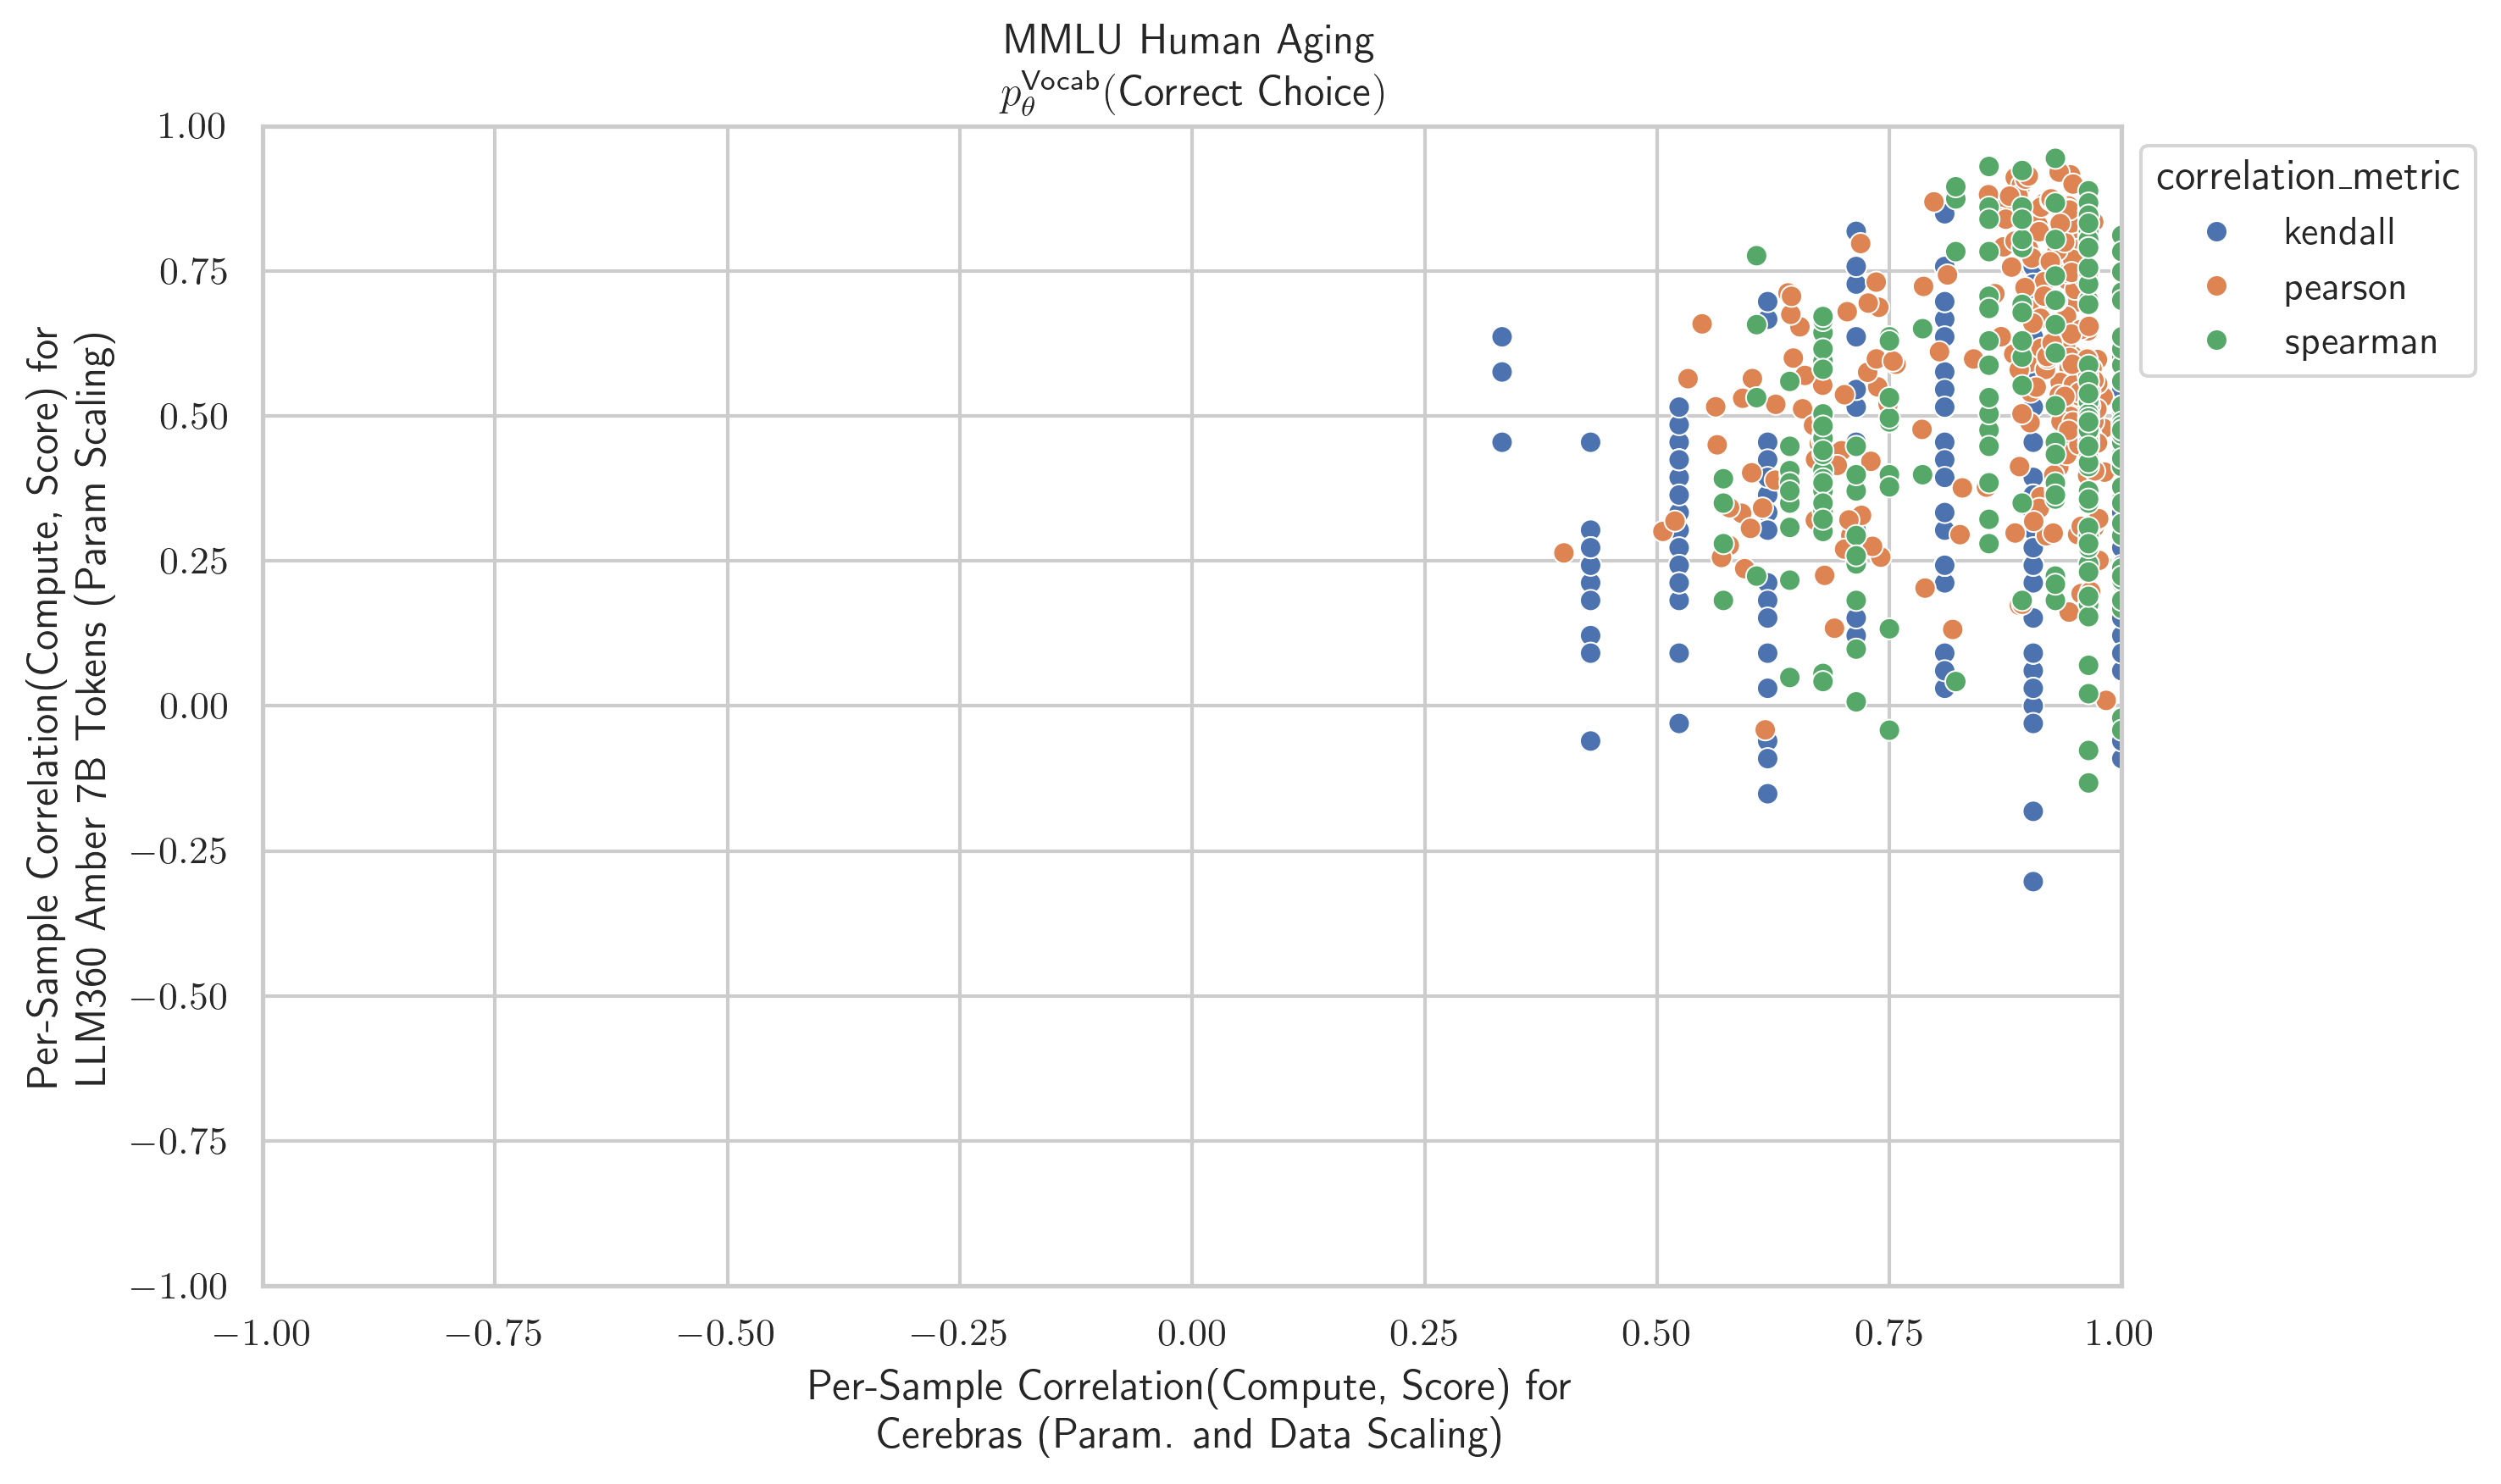 MMLU Human Aging
p_θ^Vocab(Correct Choice)
1.00
0.75
0.50
0.25
0.00
−0.25
−0.50
−0.75
−1.00
Per-Sample Correlation(Compute, Score) for
LLM360 Amber 7B Tokens (Param Scaling)
−1.00 −0.75 −0.50 −0.25 0.00 0.25 0.50 0.75 1.00
Per-Sample Correlation(Compute, Score) for
Cerebras (Param. and Data Scaling)
correlation_metric
kendall
pearson
spearman